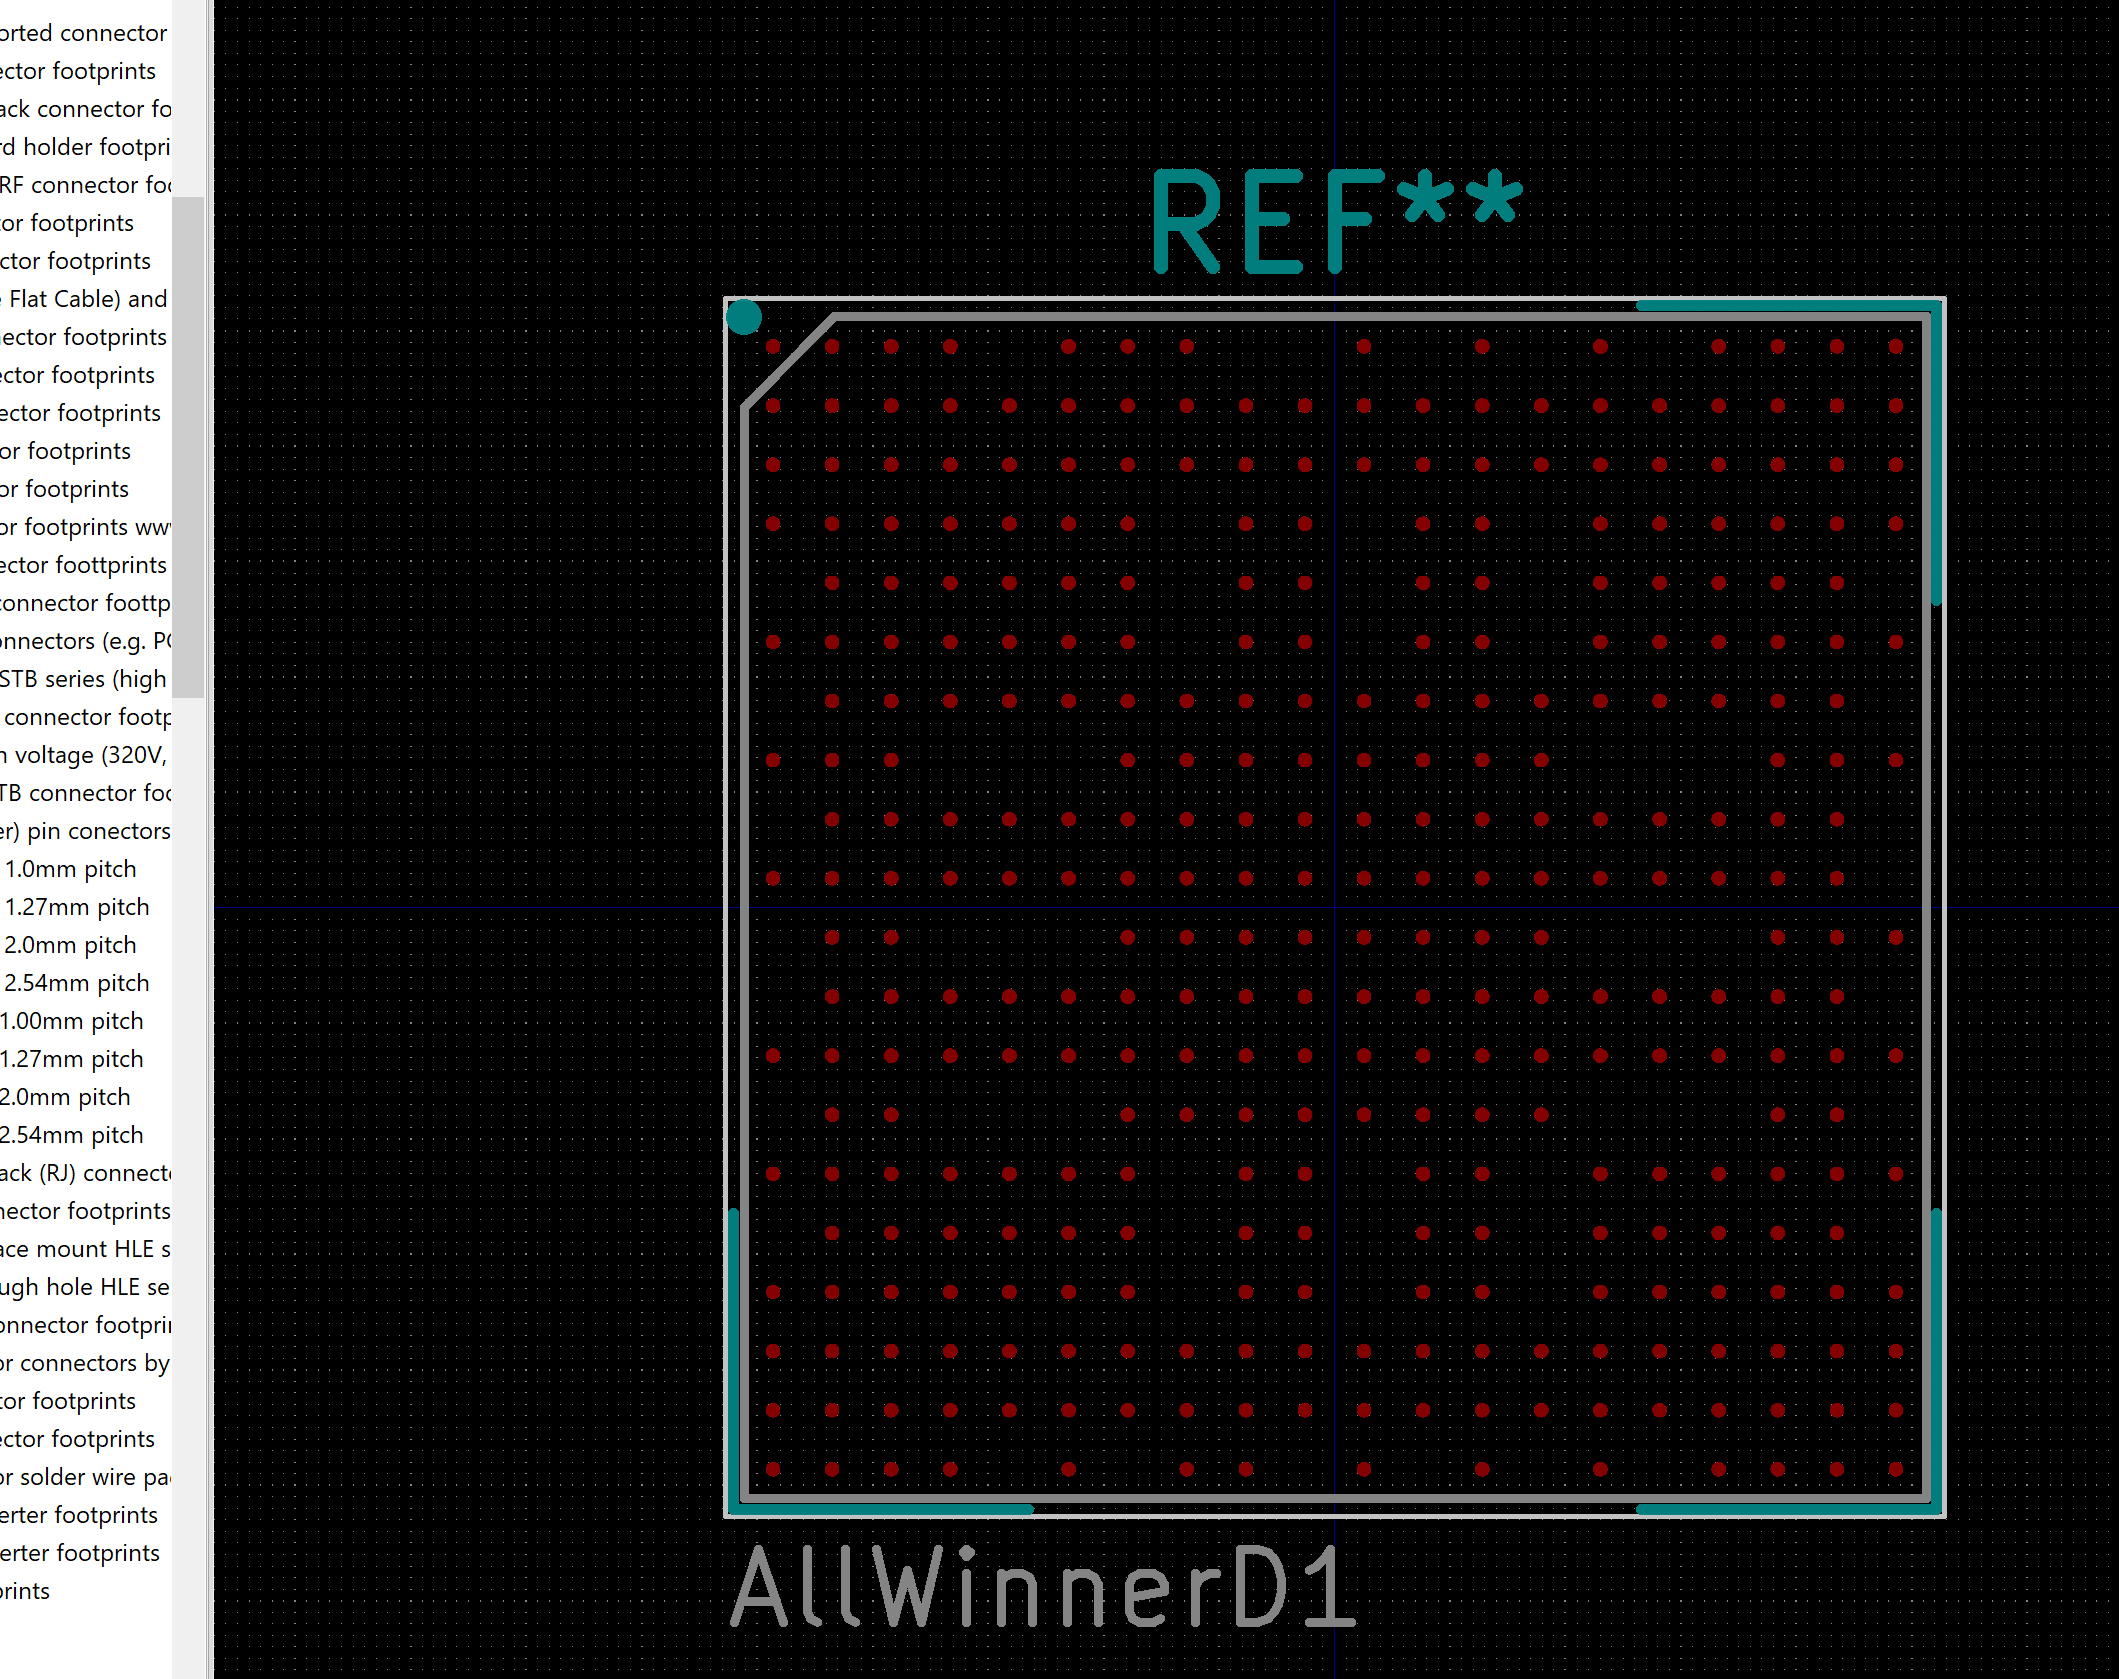 orted connector
ector footprints
ack connector fo
rd holder footpri
RF connector foo
tor footprints
ctor footprints
e Flat Cable) and
nector footprints
ector footprints
ector footprints
or footprints
or footprints
or footprints ww
ector foottprints
connector foottp
onnectors (e.g. PC
STB series (high
connector footp
n voltage (320V,
TB connector foo
er) pin conectors
1.0mm pitch
1.27mm pitch
2.0mm pitch
2.54mm pitch
1.00mm pitch
1.27mm pitch
2.0mm pitch
2.54mm pitch
ack (RJ) connect
nector footprints
ace mount HLE s
ugh hole HLE se
onnector footpri
or connectors by
tor footprints
ector footprints
or solder wire pa
erter footprints
erter footprints
prints
REF**
AllWinnerD1